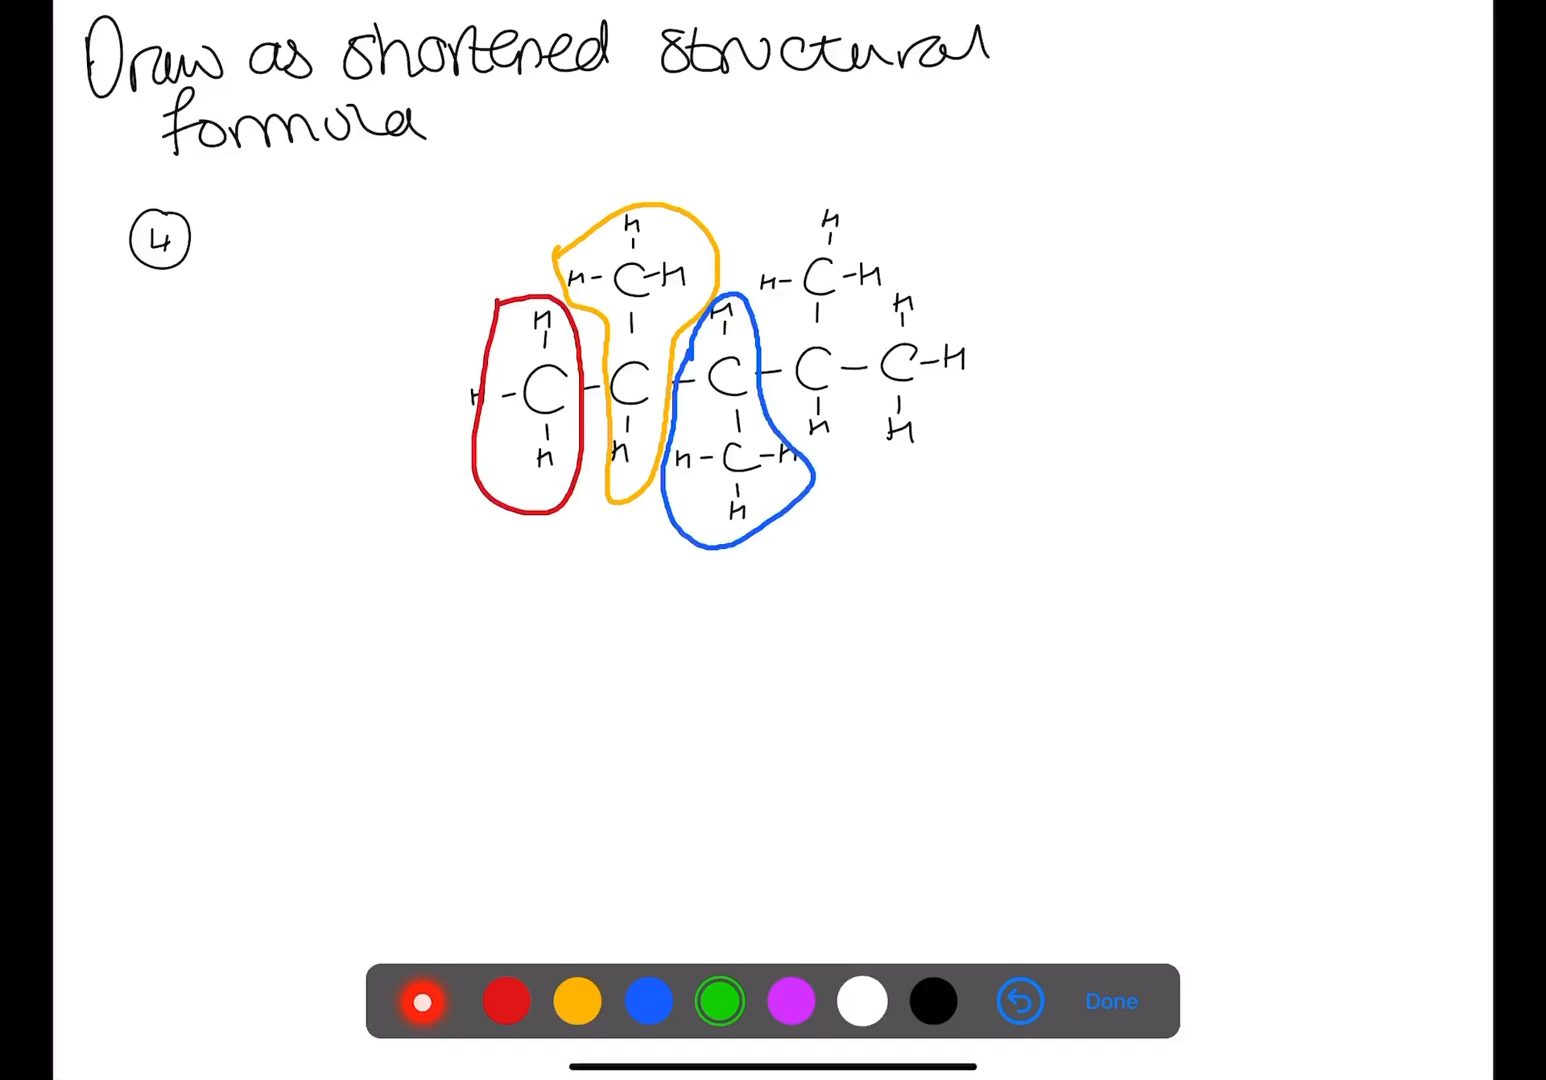 Draw as shortened structural
formula
4
H H
H-C-H H-C-H
H H H
H-C-C-C-C-C-H
H H H-C-H H H
H
Done